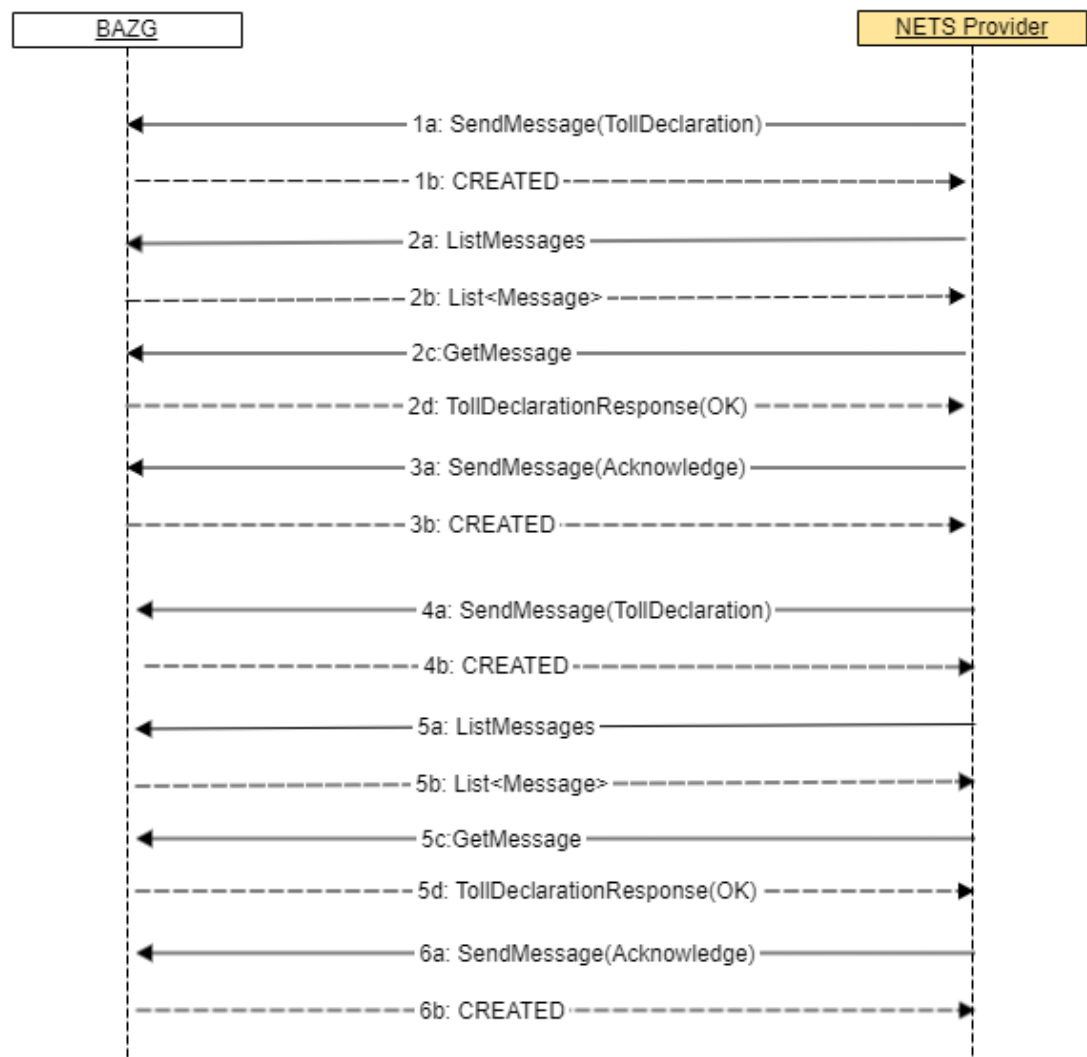 BAZG
NETS Provider
1a: SendMessage(TollDeclaration)
1b: CREATED
2a: ListMessages
2b: List<Message>
2c:GetMessage
2d: TollDeclarationResponse(OK)
3a: SendMessage(Acknowledge)
3b: CREATED
4a: SendMessage(TollDeclaration)
4b: CREATED
5a: ListMessages
5b: List<Message>
5c:GetMessage
5d: TollDeclarationResponse(OK)
6a: SendMessage(Acknowledge)
6b: CREATED